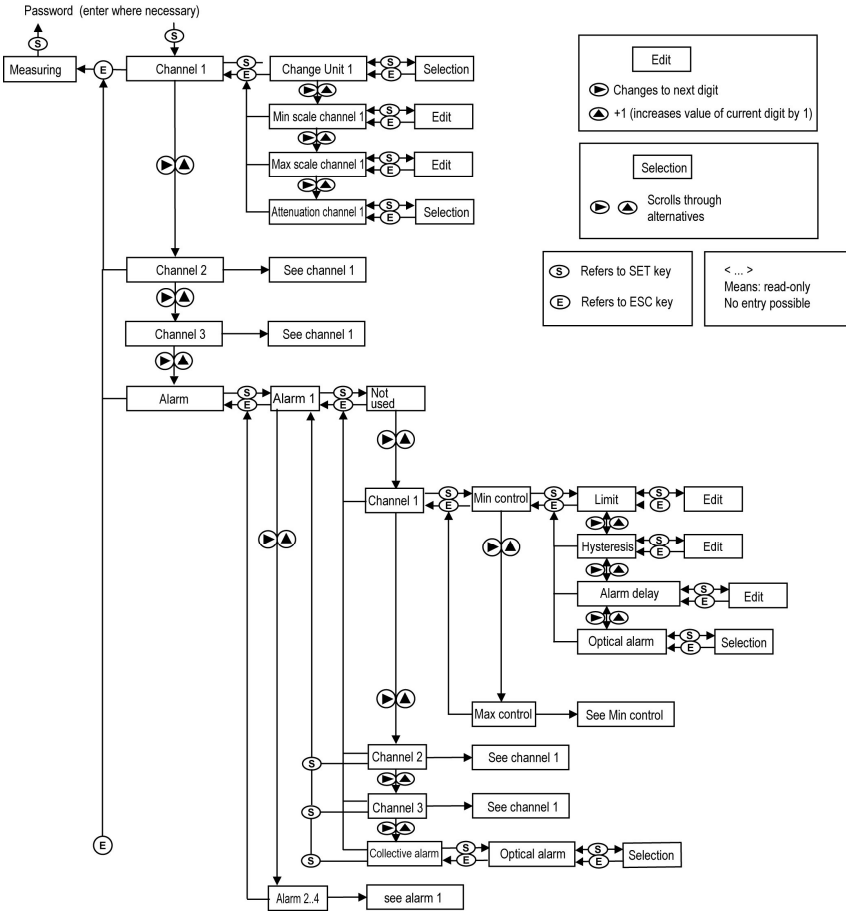 Password (enter where necessary)
S
S
Measuring
E
Channel 1
S
E
Change Unit 1
S
E
Selection
Min scale channel 1
S
E
Edit
Max scale channel 1
S
E
Edit
Attenuation channel 1
S
E
Selection
Channel 2
See channel 1
Channel 3
See channel 1
Alarm
S
E
Alarm 1
S
E
Not
used
Channel 1
S
E
Min control
S
E
Limit
S
E
Edit
Hysteresis
S
E
Edit
Alarm delay
S
E
Edit
Optical alarm
S
E
Selection
Max control
See Min control
Channel 2
See channel 1
S
Channel 3
See channel 1
S
Collective alarm
S
E
Optical alarm
S
E
Selection
S
E
Alarm 2..4
see alarm 1
Edit
Changes to next digit
+1 (increases value of current digit by 1)
Selection
Scrolls through
alternatives
S Refers to SET key
E Refers to ESC key
< ... >
Means: read-only
No entry possible